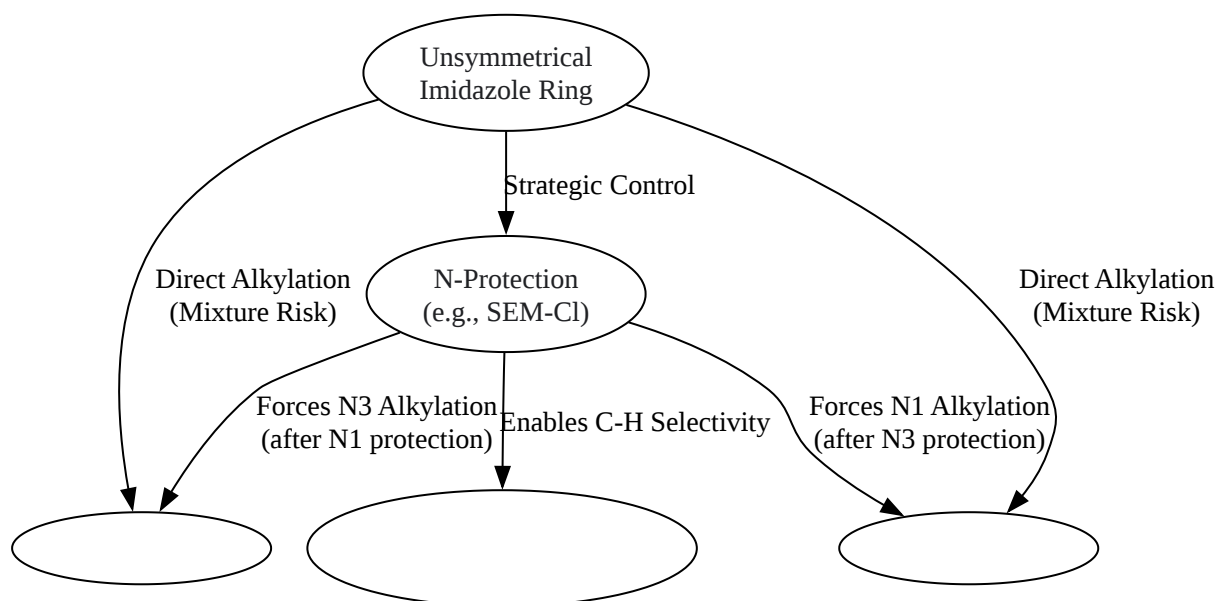 Unsymmetrical
Imidazole Ring
Strategic Control
Direct Alkylation
(Mixture Risk)
N-Protection
(e.g., SEM-Cl)
Direct Alkylation
(Mixture Risk)
Forces N3 Alkylation
(after N1 protection)
Enables C-H Selectivity
Forces N1 Alkylation
(after N3 protection)